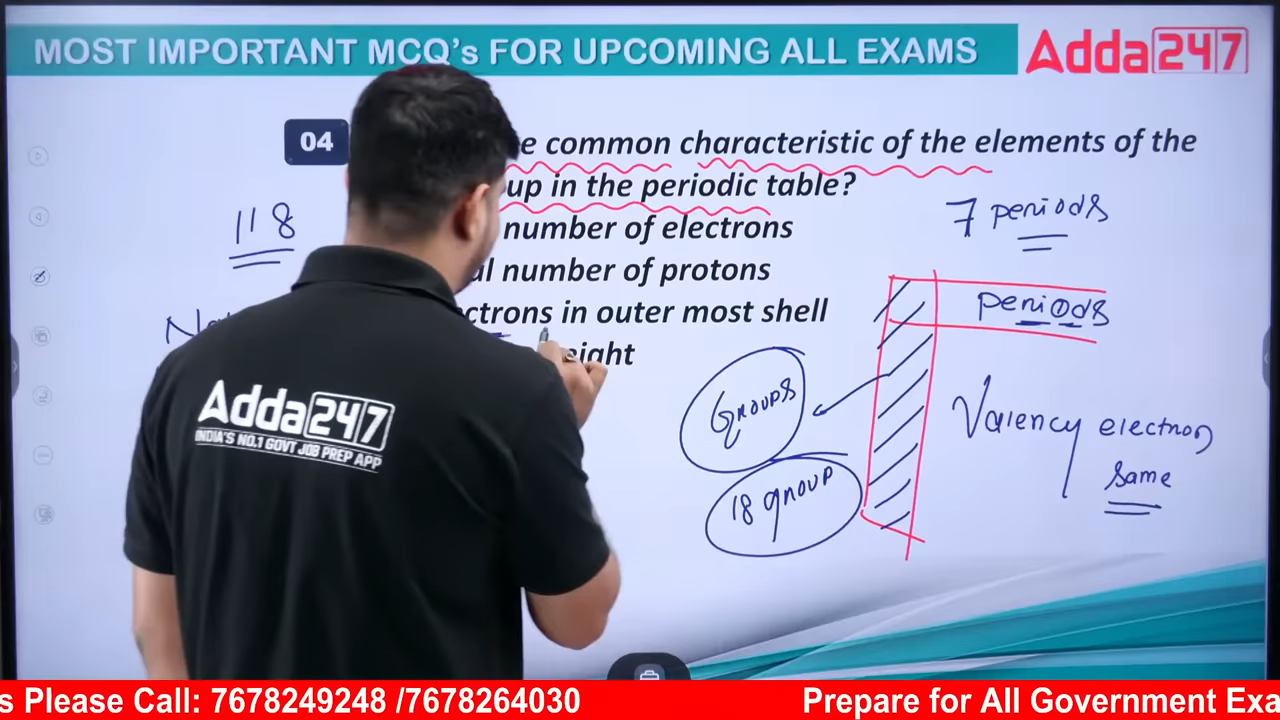 MOST IMPORTANT MCQ's FOR UPCOMING ALL EXAMS
Adda247
04
common characteristic of the elements of the
in the periodic table?
number of electrons
number of protons
in outer most shell
118
7 periods
periods
Groups
18 group
Valency electron
same
Adda247
INDIA'S NO.1 GOVT JOB PREP APP
s Please Call: 7678249248 /7678264030
Prepare for All Government Exa